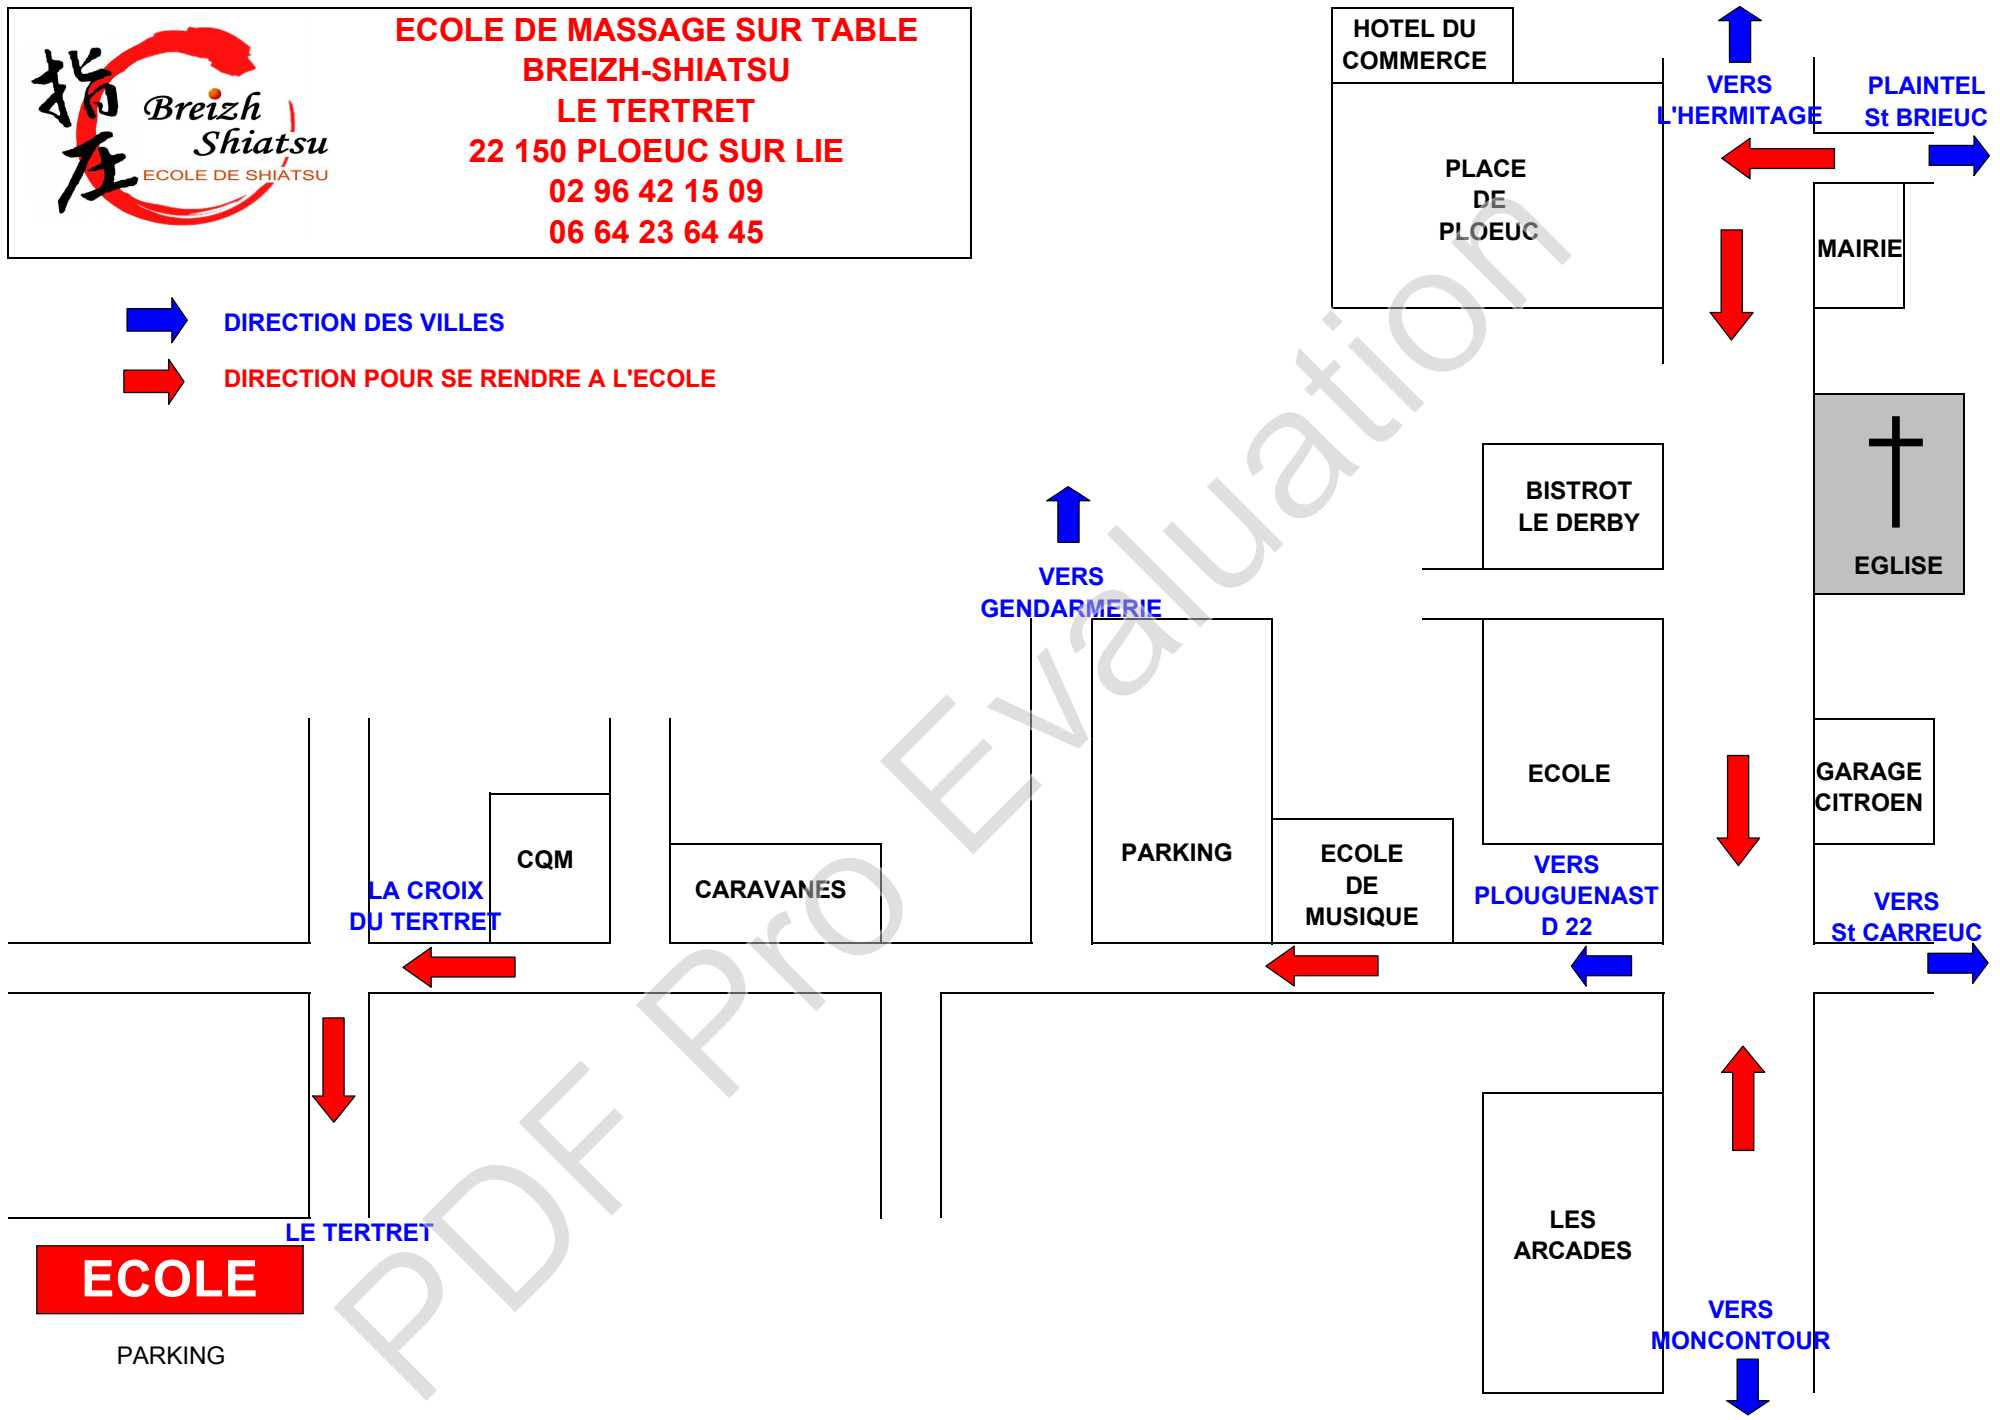 指
圧
Breizh
Shiatsu
ECOLE DE SHIATSU
ECOLE DE MASSAGE SUR TABLE
BREIZH-SHIATSU
LE TERTRET
22 150 PLOEUC SUR LIE
02 96 42 15 09
06 64 23 64 45
DIRECTION DES VILLES
DIRECTION POUR SE RENDRE A L'ECOLE
HOTEL DU
COMMERCE
PLACE
DE
PLOEUC
VERS
L'HERMITAGE
PLAINTEL
St BRIEUC
MAIRIE
BISTROT
LE DERBY
EGLISE
VERS
GENDARMERIE
ECOLE
GARAGE
CITROEN
PARKING
ECOLE
DE
MUSIQUE
VERS
PLOUGUENAST
D 22
VERS
St CARREUC
CQM
CARAVANES
LA CROIX
DU TERTRET
LE TERTRET
ECOLE
PARKING
LES
ARCADES
VERS
MONCONTOUR
PDF Pro Evaluation